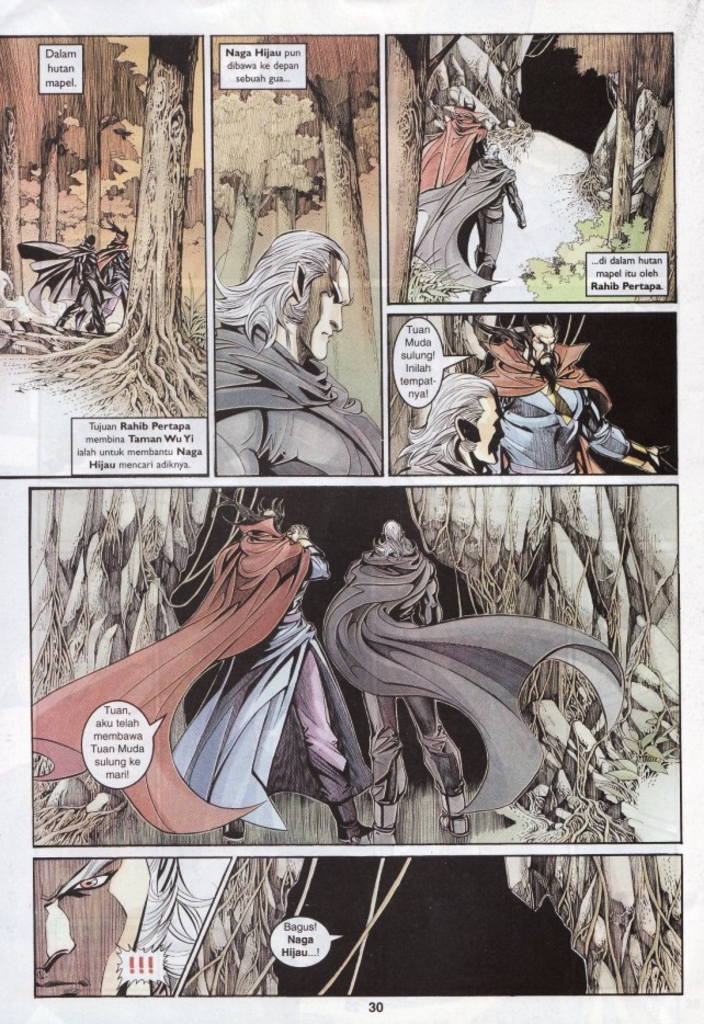 Dalam
hutan
mapel.
Naga Hijau pun
dibawa ke depan
sebuah gua...
...di dalam hutan
mapel itu oleh
Rahib Pertapa.
Tuan
Muda
sulung!
Inilah
tempat-
nya!
Tujuan Rahib Pertapa
membina Taman Wu Yi
ialah untuk membantu Naga
Hijau mencari adiknya.
Tuan,
aku telah
membawa
Tuan Muda
sulung ke
mari!
!!!
Bagus!
Naga
Hijau...!
30